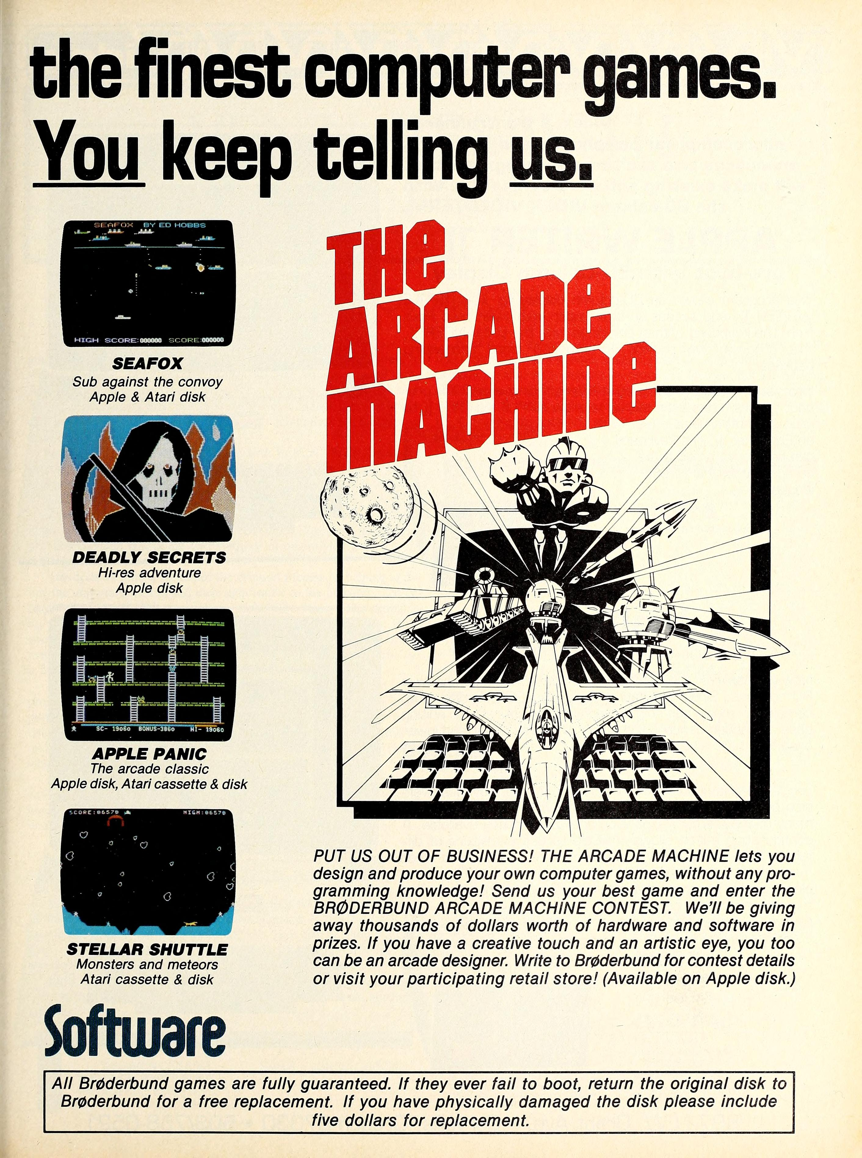 the finest computer games.
You keep telling us.
SEAFOX BY ED HOBBS
HIGH SCORE:000000 SCORE:000000
SEAFOX
Sub against the convoy
Apple & Atari disk
DEADLY SECRETS
Hi-res adventure
Apple disk
SC- 19060 BONUS-3860 HI- 19060
APPLE PANIC
The arcade classic
Apple disk, Atari cassette & disk
SCORE:06570 HIGH:06570
STELLAR SHUTTLE
Monsters and meteors
Atari cassette & disk
THE
ARCADE
MACHINE
PUT US OUT OF BUSINESS! THE ARCADE MACHINE lets you
design and produce your own computer games, without any pro-
gramming knowledge! Send us your best game and enter the
BRØDERBUND ARCADE MACHINE CONTEST. We'll be giving
away thousands of dollars worth of hardware and software in
prizes. If you have a creative touch and an artistic eye, you too
can be an arcade designer. Write to Brøderbund for contest details
or visit your participating retail store! (Available on Apple disk.)
Software
All Brøderbund games are fully guaranteed. If they ever fail to boot, return the original disk to
Brøderbund for a free replacement. If you have physically damaged the disk please include
five dollars for replacement.